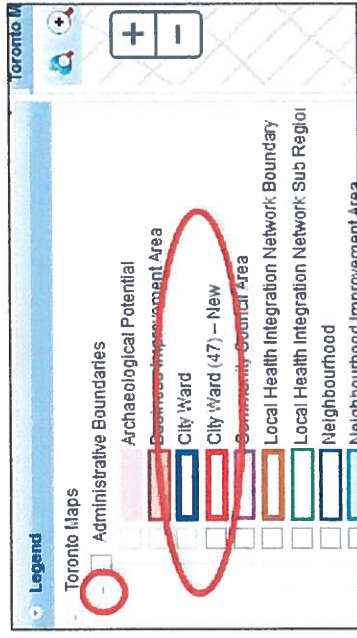 Legend
Toronto M
Toronto Maps
Administrative Boundaries
Archaeological Potential
Business Improvement Area
City Ward
City Ward (47) – New
Community Council Area
Local Health Integration Network Boundary
Local Health Integration Network Sub Region
Neighbourhood
Neighbourhood Improvement Area